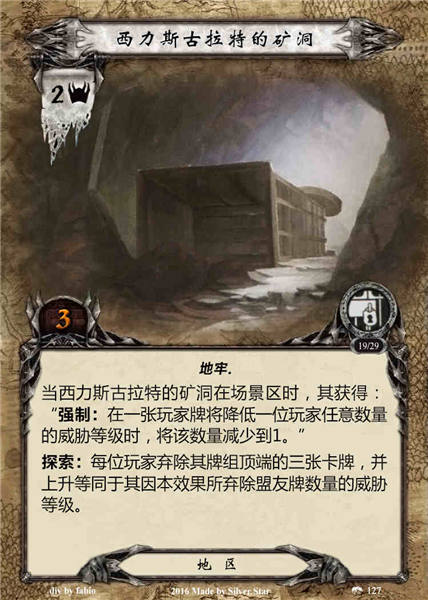 西力斯古拉特的矿洞
2
3
19/29
地牢.
当西力斯古拉特的矿洞在场景区时，其获得：
“强制：在一张玩家牌将降低一位玩家任意数量
的威胁等级时，将该数量减少到1。”
探索：每位玩家弃除其牌组顶端的三张卡牌，并
上升等同于其因本效果所弃除盟友牌数量的威胁
等级。
地 区
diy by fabio
2016 Made by Silver Star
127